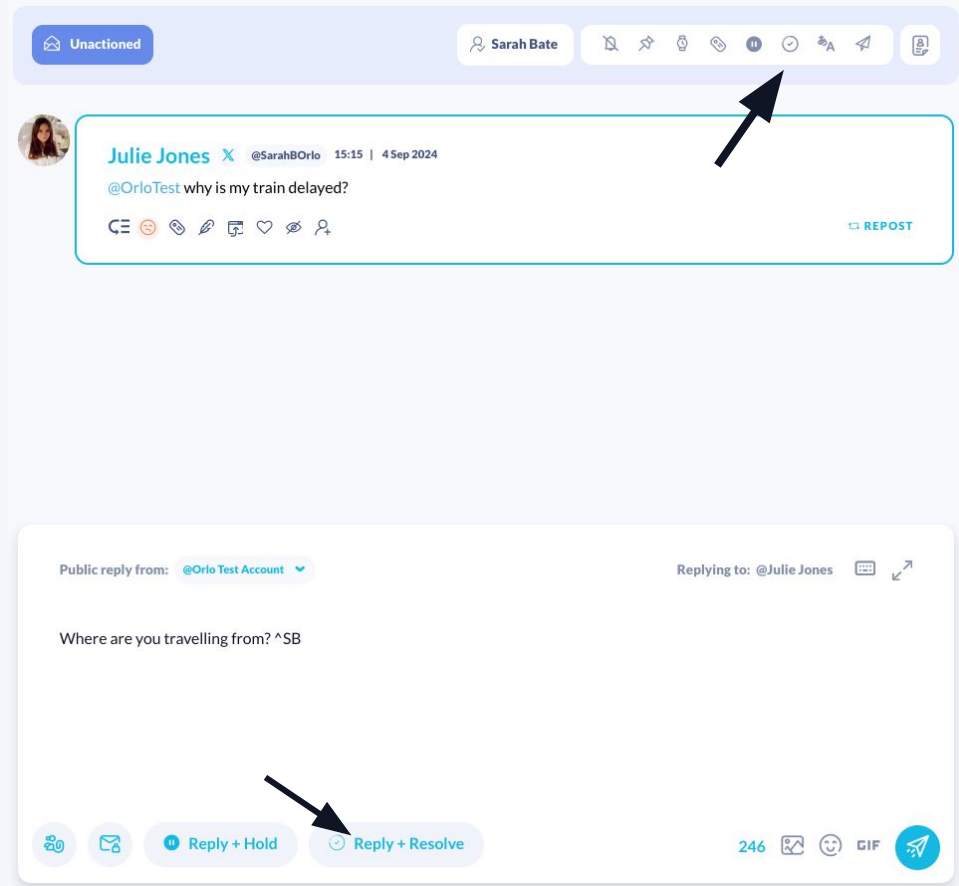 Unactioned
Sarah Bate
Julie Jones X @SarahBOrlo 15:15 | 4 Sep 2024
@OrloTest why is my train delayed?
REPOST
Public reply from: @Orlo Test Account
Replying to: @Julie Jones
Where are you travelling from? ^SB
Reply + Hold
Reply + Resolve
246
GIF